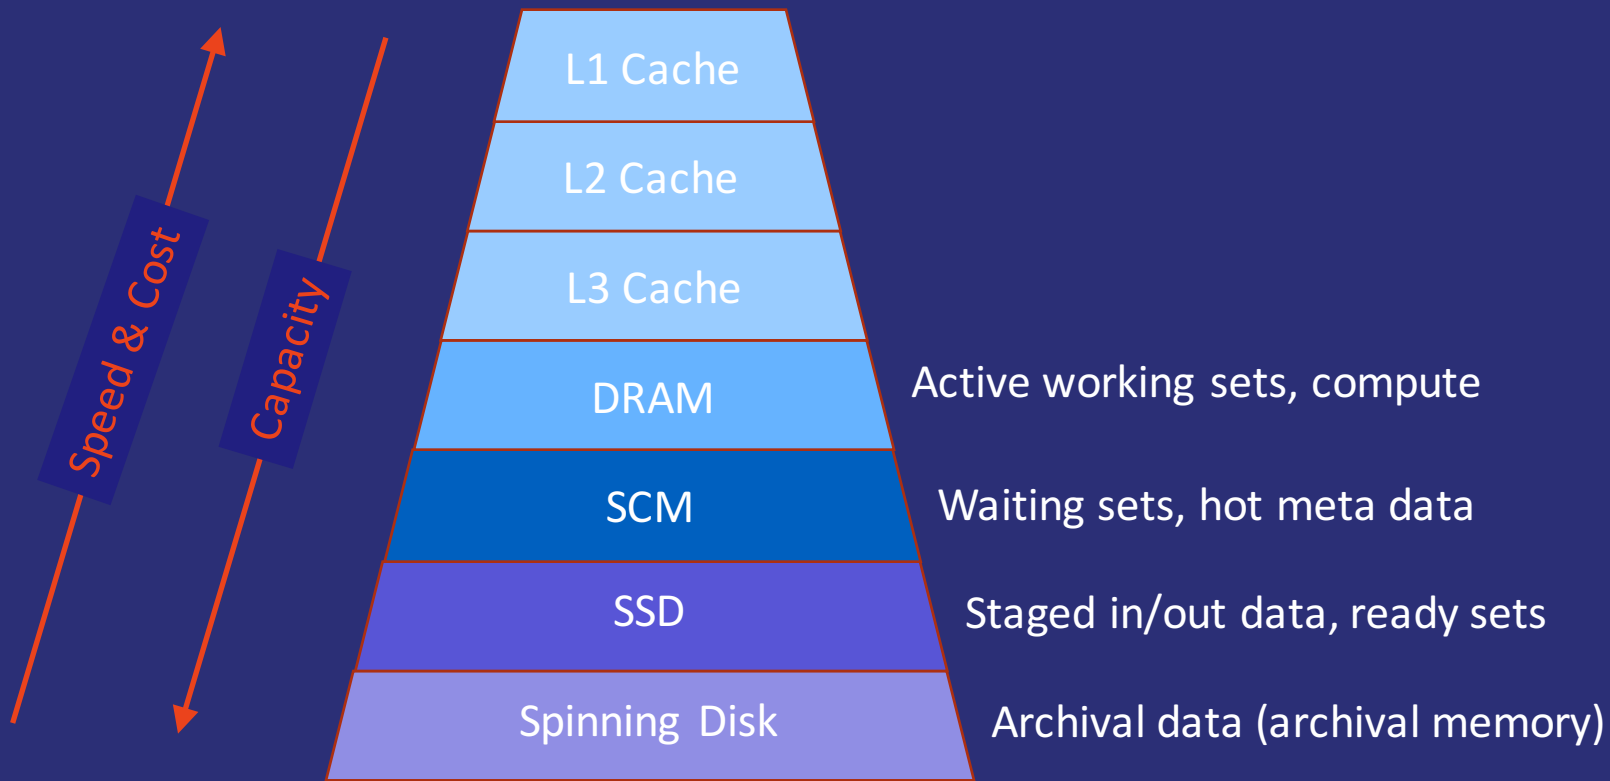 Speed & Cost
Capacity
L1 Cache
L2 Cache
L3 Cache
DRAM
Active working sets, compute
SCM
Waiting sets, hot meta data
SSD
Staged in/out data, ready sets
Spinning Disk
Archival data (archival memory)